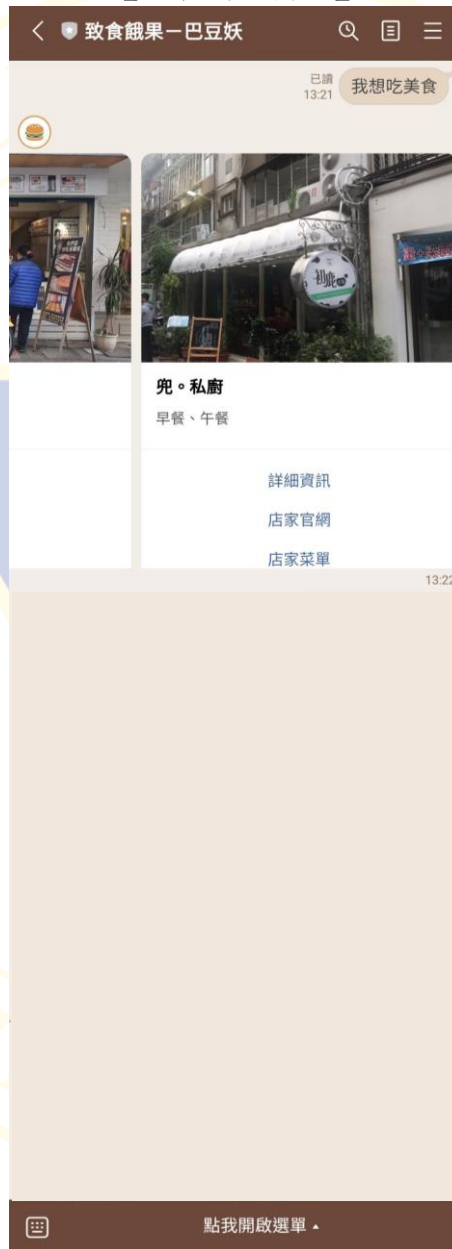 致食餓果－巴豆妖
已讀
13:21
我想吃美食
初鹿
兜。私廚
早餐、午餐
詳細資訊
店家官網
店家菜單
13:22
點我開啟選單